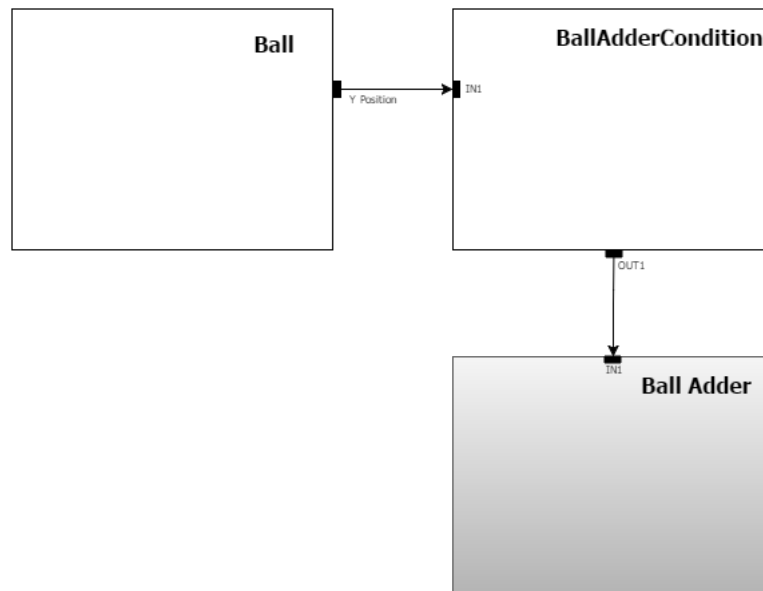 Ball
BallAdderCondition
Y Position
IN1
OUT1
IN1
Ball Adder